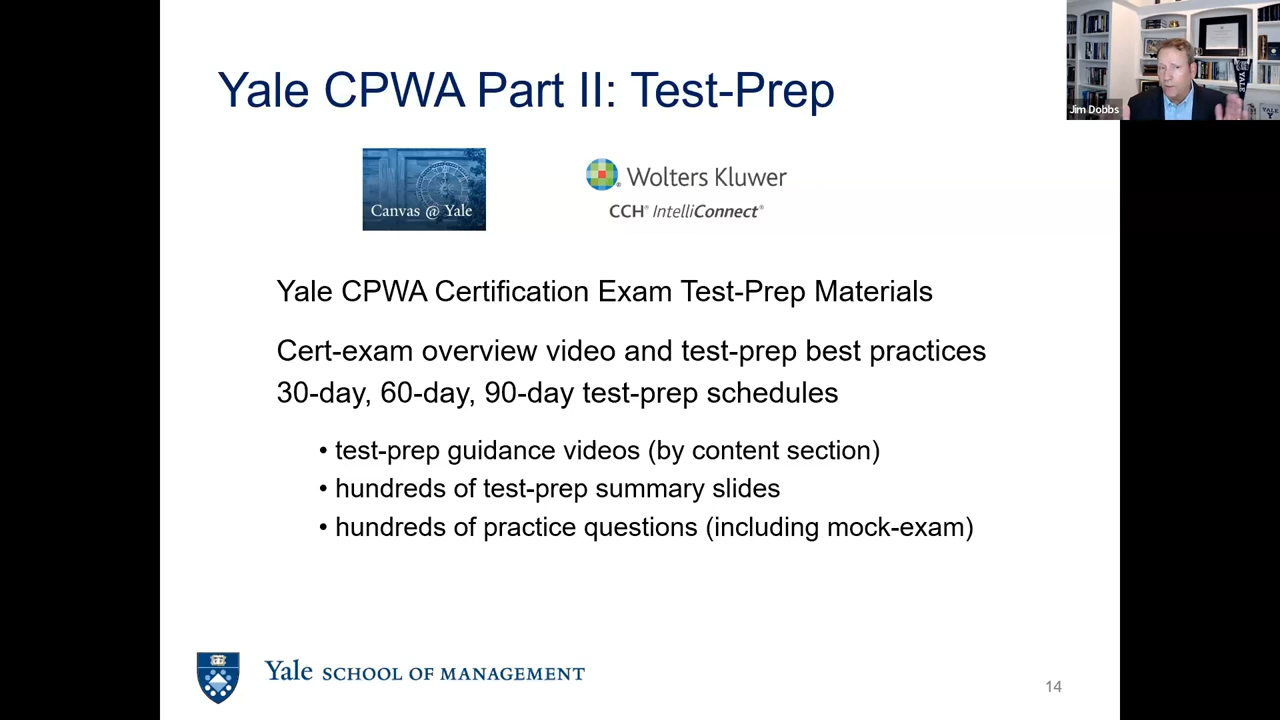 Yale CPWA Part II: Test-Prep
Jim Dobbs
YALE
YALE
Y
Canvas @ Yale
Wolters Kluwer
CCH® IntelliConnect®
Yale CPWA Certification Exam Test-Prep Materials
Cert-exam overview video and test-prep best practices
30-day, 60-day, 90-day test-prep schedules
• test-prep guidance videos (by content section)
• hundreds of test-prep summary slides
• hundreds of practice questions (including mock-exam)
Yale SCHOOL OF MANAGEMENT
14